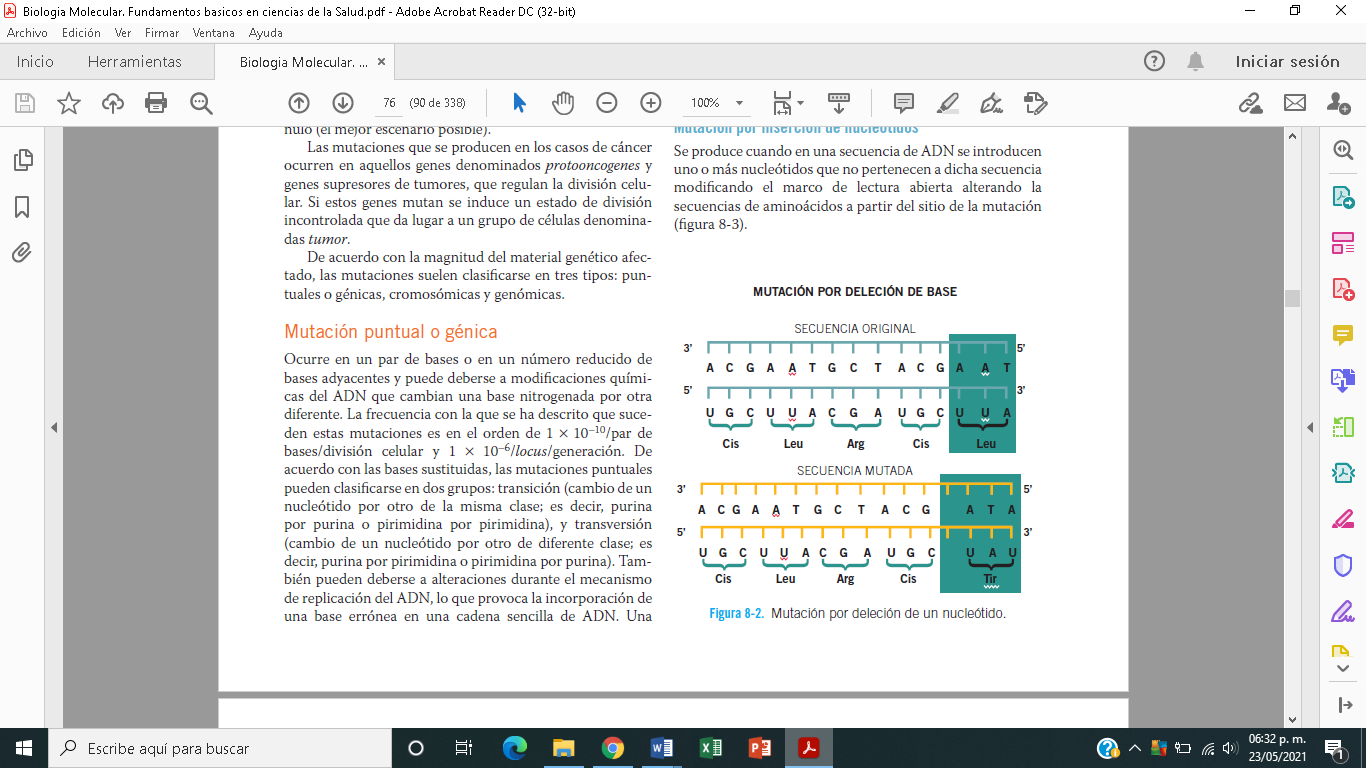 Biologia Molecular. Fundamentos basicos en ciencias de la Salud.pdf - Adobe Acrobat Reader DC (32-bit)
Archivo Edición Ver Firmar Ventana Ayuda
Inicio Herramientas Biologia Molecular. ... × Iniciar sesión
76 (90 de 338) 100%
nulo (el mejor escenario posible).
Las mutaciones que se producen en los casos de cáncer
ocurren en aquellos genes denominados protooncogenes y
genes supresores de tumores, que regulan la división celu-
lar. Si estos genes mutan se induce un estado de división
incontrolada que da lugar a un grupo de células denomina-
das tumor.
De acuerdo con la magnitud del material genético afec-
tado, las mutaciones suelen clasificarse en tres tipos: pun-
tuales o génicas, cromosómicas y genómicas.
Mutación puntual o génica
Ocurre en un par de bases o en un número reducido de
bases adyacentes y puede deberse a modificaciones quími-
cas del ADN que cambian una base nitrogenada por otra
diferente. La frecuencia con la que se ha descrito que suce-
den estas mutaciones es en el orden de 1 × 10⁻¹⁰/par de
bases/división celular y 1 × 10⁻⁶/locus/generación. De
acuerdo con las bases sustituidas, las mutaciones puntuales
pueden clasificarse en dos grupos: transición (cambio de un
nucleótido por otro de la misma clase; es decir, purina
por purina o pirimidina por pirimidina), y transversión
(cambio de un nucleótido por otro de diferente clase; es
decir, purina por pirimidina o pirimidina por purina). Tam-
bién pueden deberse a alteraciones durante el mecanismo
de replicación del ADN, lo que provoca la incorporación de
una base errónea en una cadena sencilla de ADN. Una
Mutación por inserción de nucleótidos
Se produce cuando en una secuencia de ADN se introducen
uno o más nucleótidos que no pertenecen a dicha secuencia
modificando el marco de lectura abierta alterando la
secuencias de aminoácidos a partir del sitio de la mutación
(figura 8-3).
MUTACIÓN POR DELECIÓN DE BASE
SECUENCIA ORIGINAL
3' 5'
A C G A A T G C T A C G A A T
5' 3'
U G C U U A C G A U G C U U A
Cis Leu Arg Cis Leu
SECUENCIA MUTADA
3' 5'
A C G A A T G C T A C G A T A
5' 3'
U G C U U A C G A U G C U A U
Cis Leu Arg Cis Tir
Figura 8-2. Mutación por deleción de un nucleótido.
Escribe aquí para buscar
06:32 p. m.
23/05/2021
1